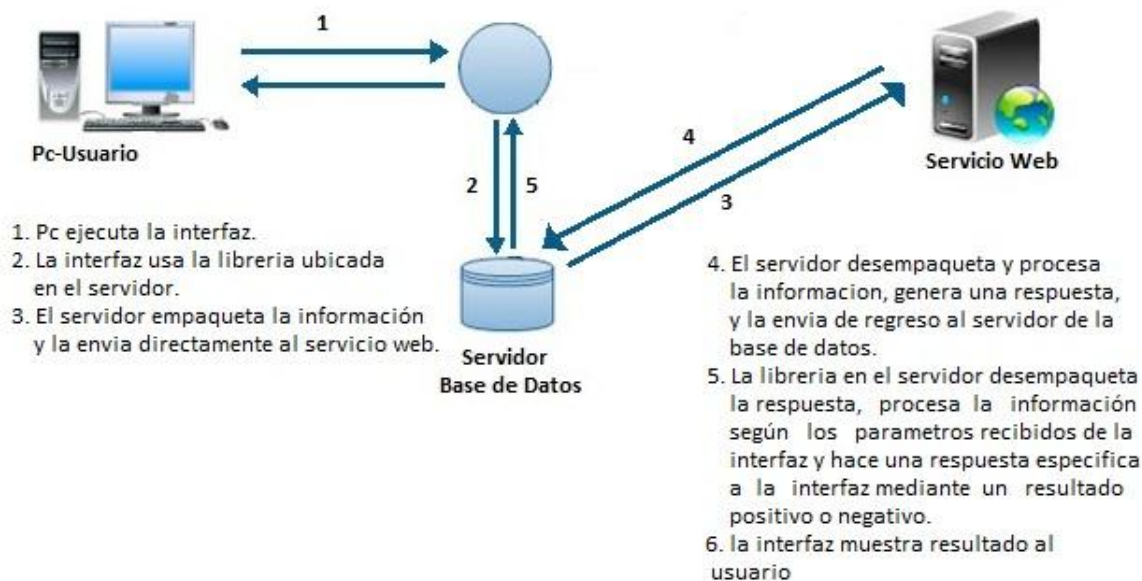 1
Pc-Usuario
4
Servicio Web
2
5
3
1. Pc ejecuta la interfaz.
2. La interfaz usa la libreria ubicada
en el servidor.
3. El servidor empaqueta la información
y la envia directamente al servicio web.
Servidor
Base de Datos
4. El servidor desempaqueta y procesa
la informacion, genera una respuesta,
y la envia de regreso al servidor de la
base de datos.
5. La libreria en el servidor desempaqueta
la respuesta, procesa la información
según los parametros recibidos de la
interfaz y hace una respuesta especifica
a la interfaz mediante un resultado
positivo o negativo.
6. la interfaz muestra resultado al
usuario